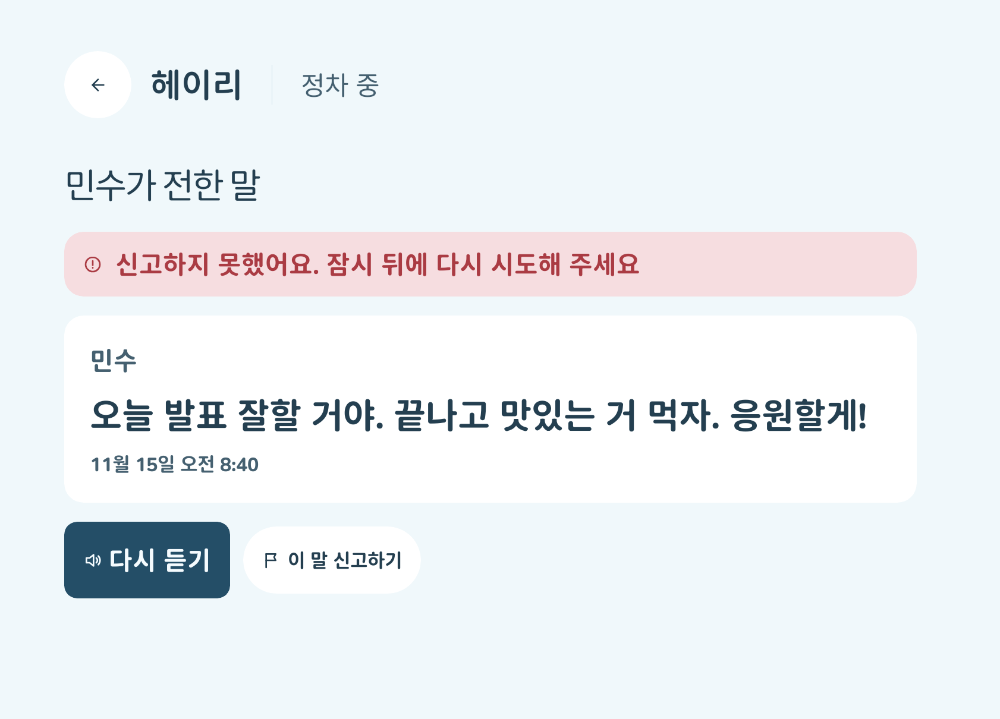 헤이리 정차 중
민수가 전한 말
신고하지 못했어요. 잠시 뒤에 다시 시도해 주세요
민수
오늘 발표 잘할 거야. 끝나고 맛있는 거 먹자. 응원할게!
11월 15일 오전 8:40
다시 듣기 이 말 신고하기